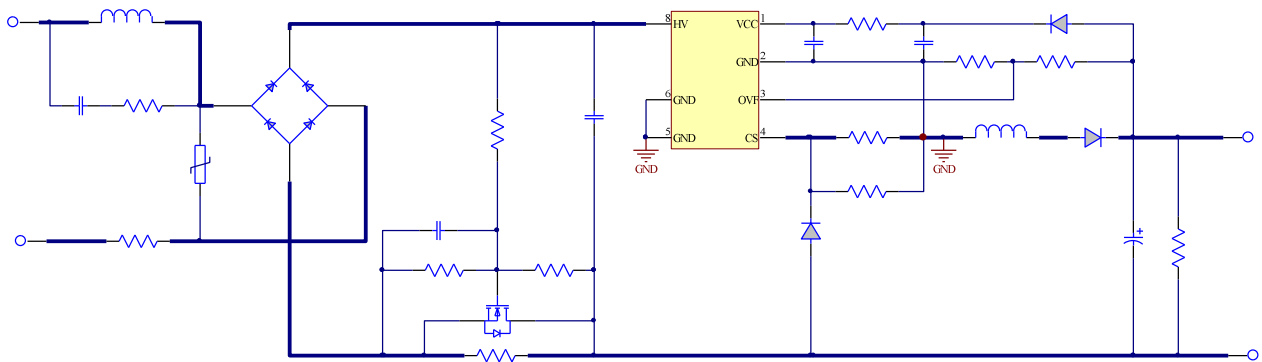 8 HV VCC 1
GND 2
6 GND OVP 3
5 GND CS 4
GND GND
+